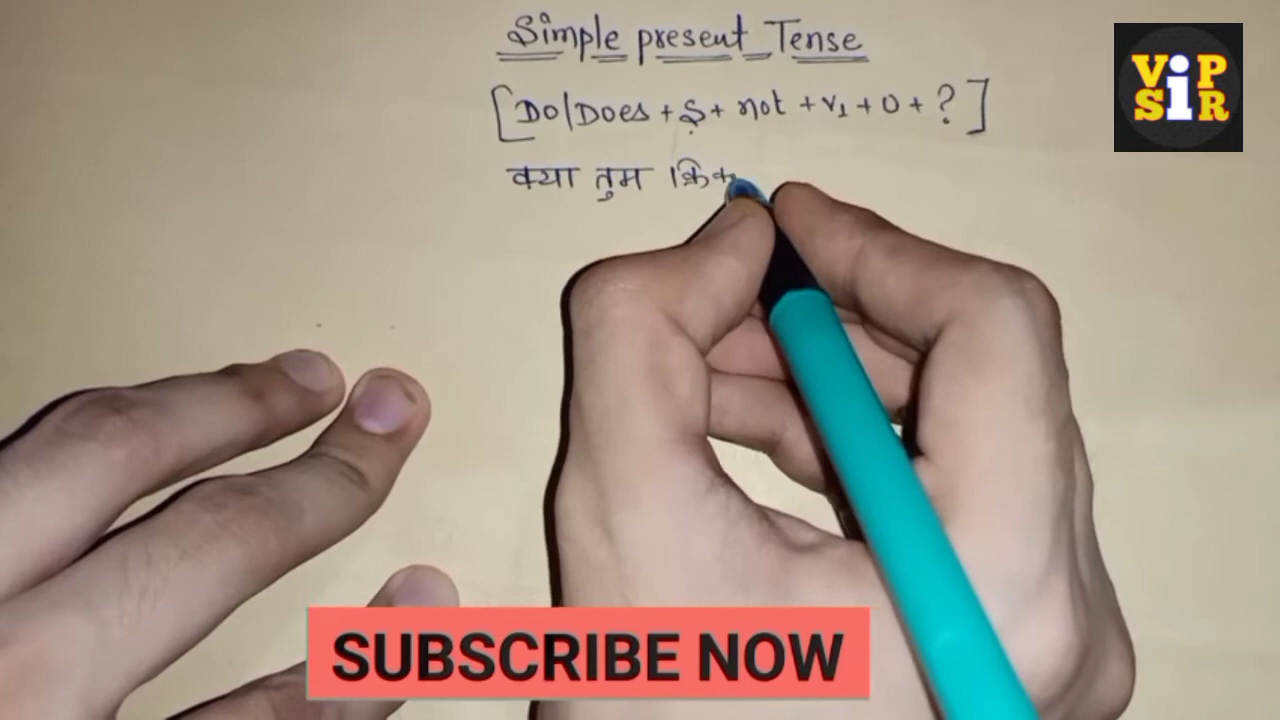 Simple present Tense
[Do/Does + S + not + V1 + O + ?]
क्या तुम क्रिक
VIP
SIR
SUBSCRIBE NOW